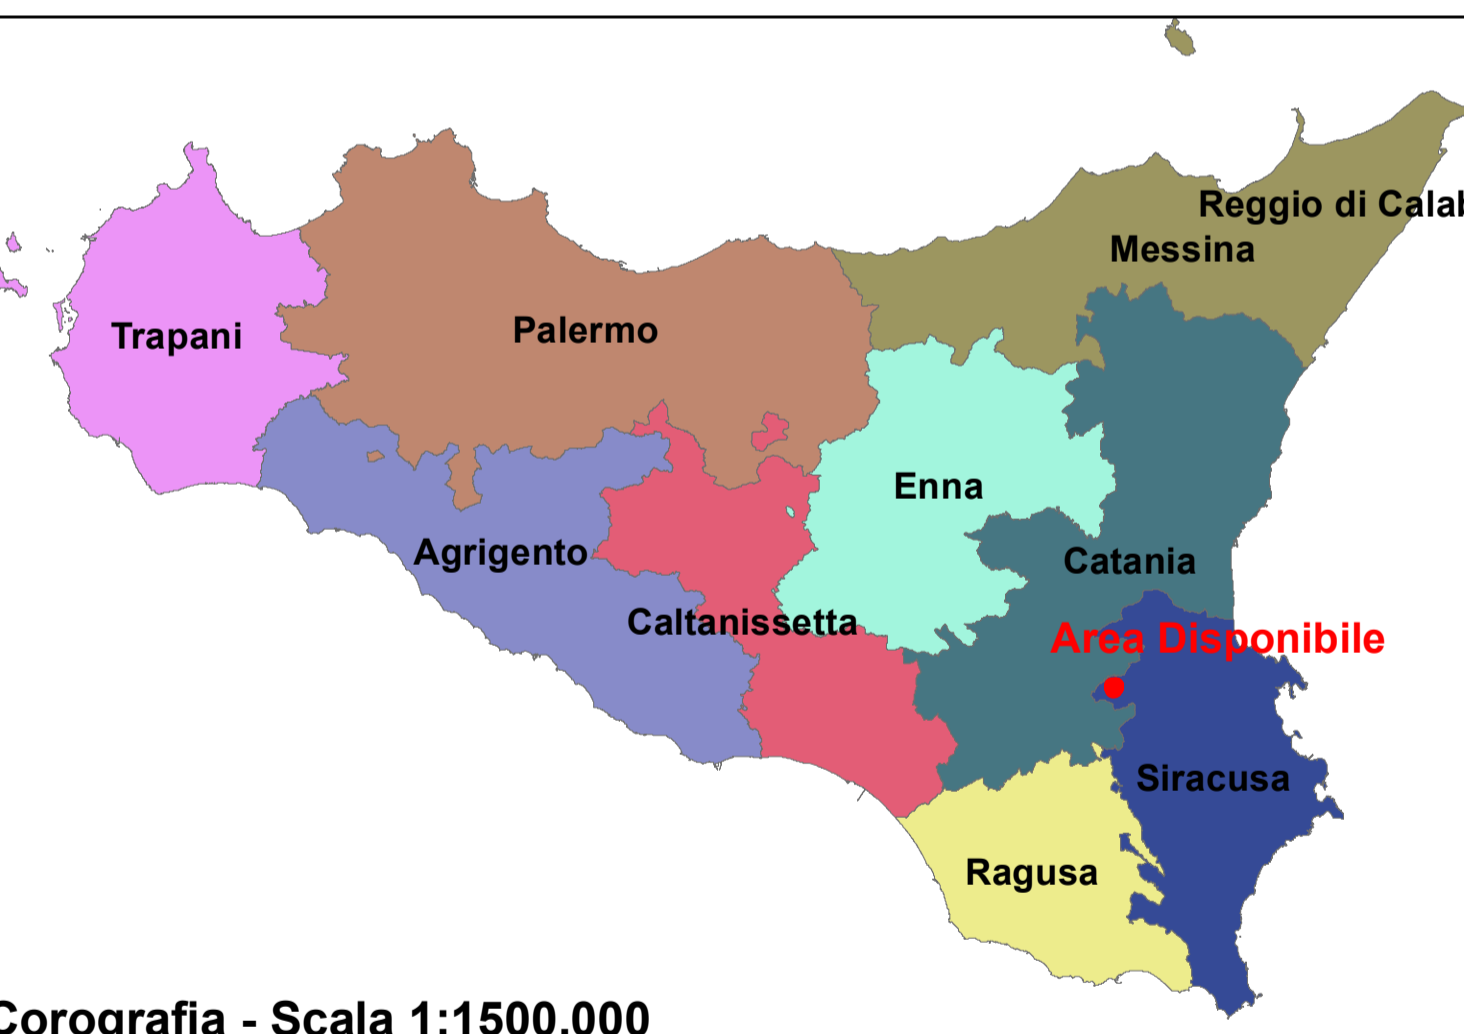 Reggio di Calab
Messina
Trapani
Palermo
Enna
Agrigento
Catania
Caltanissetta
Area Disponibile
Siracusa
Ragusa
Corografia - Scala 1:1500.000